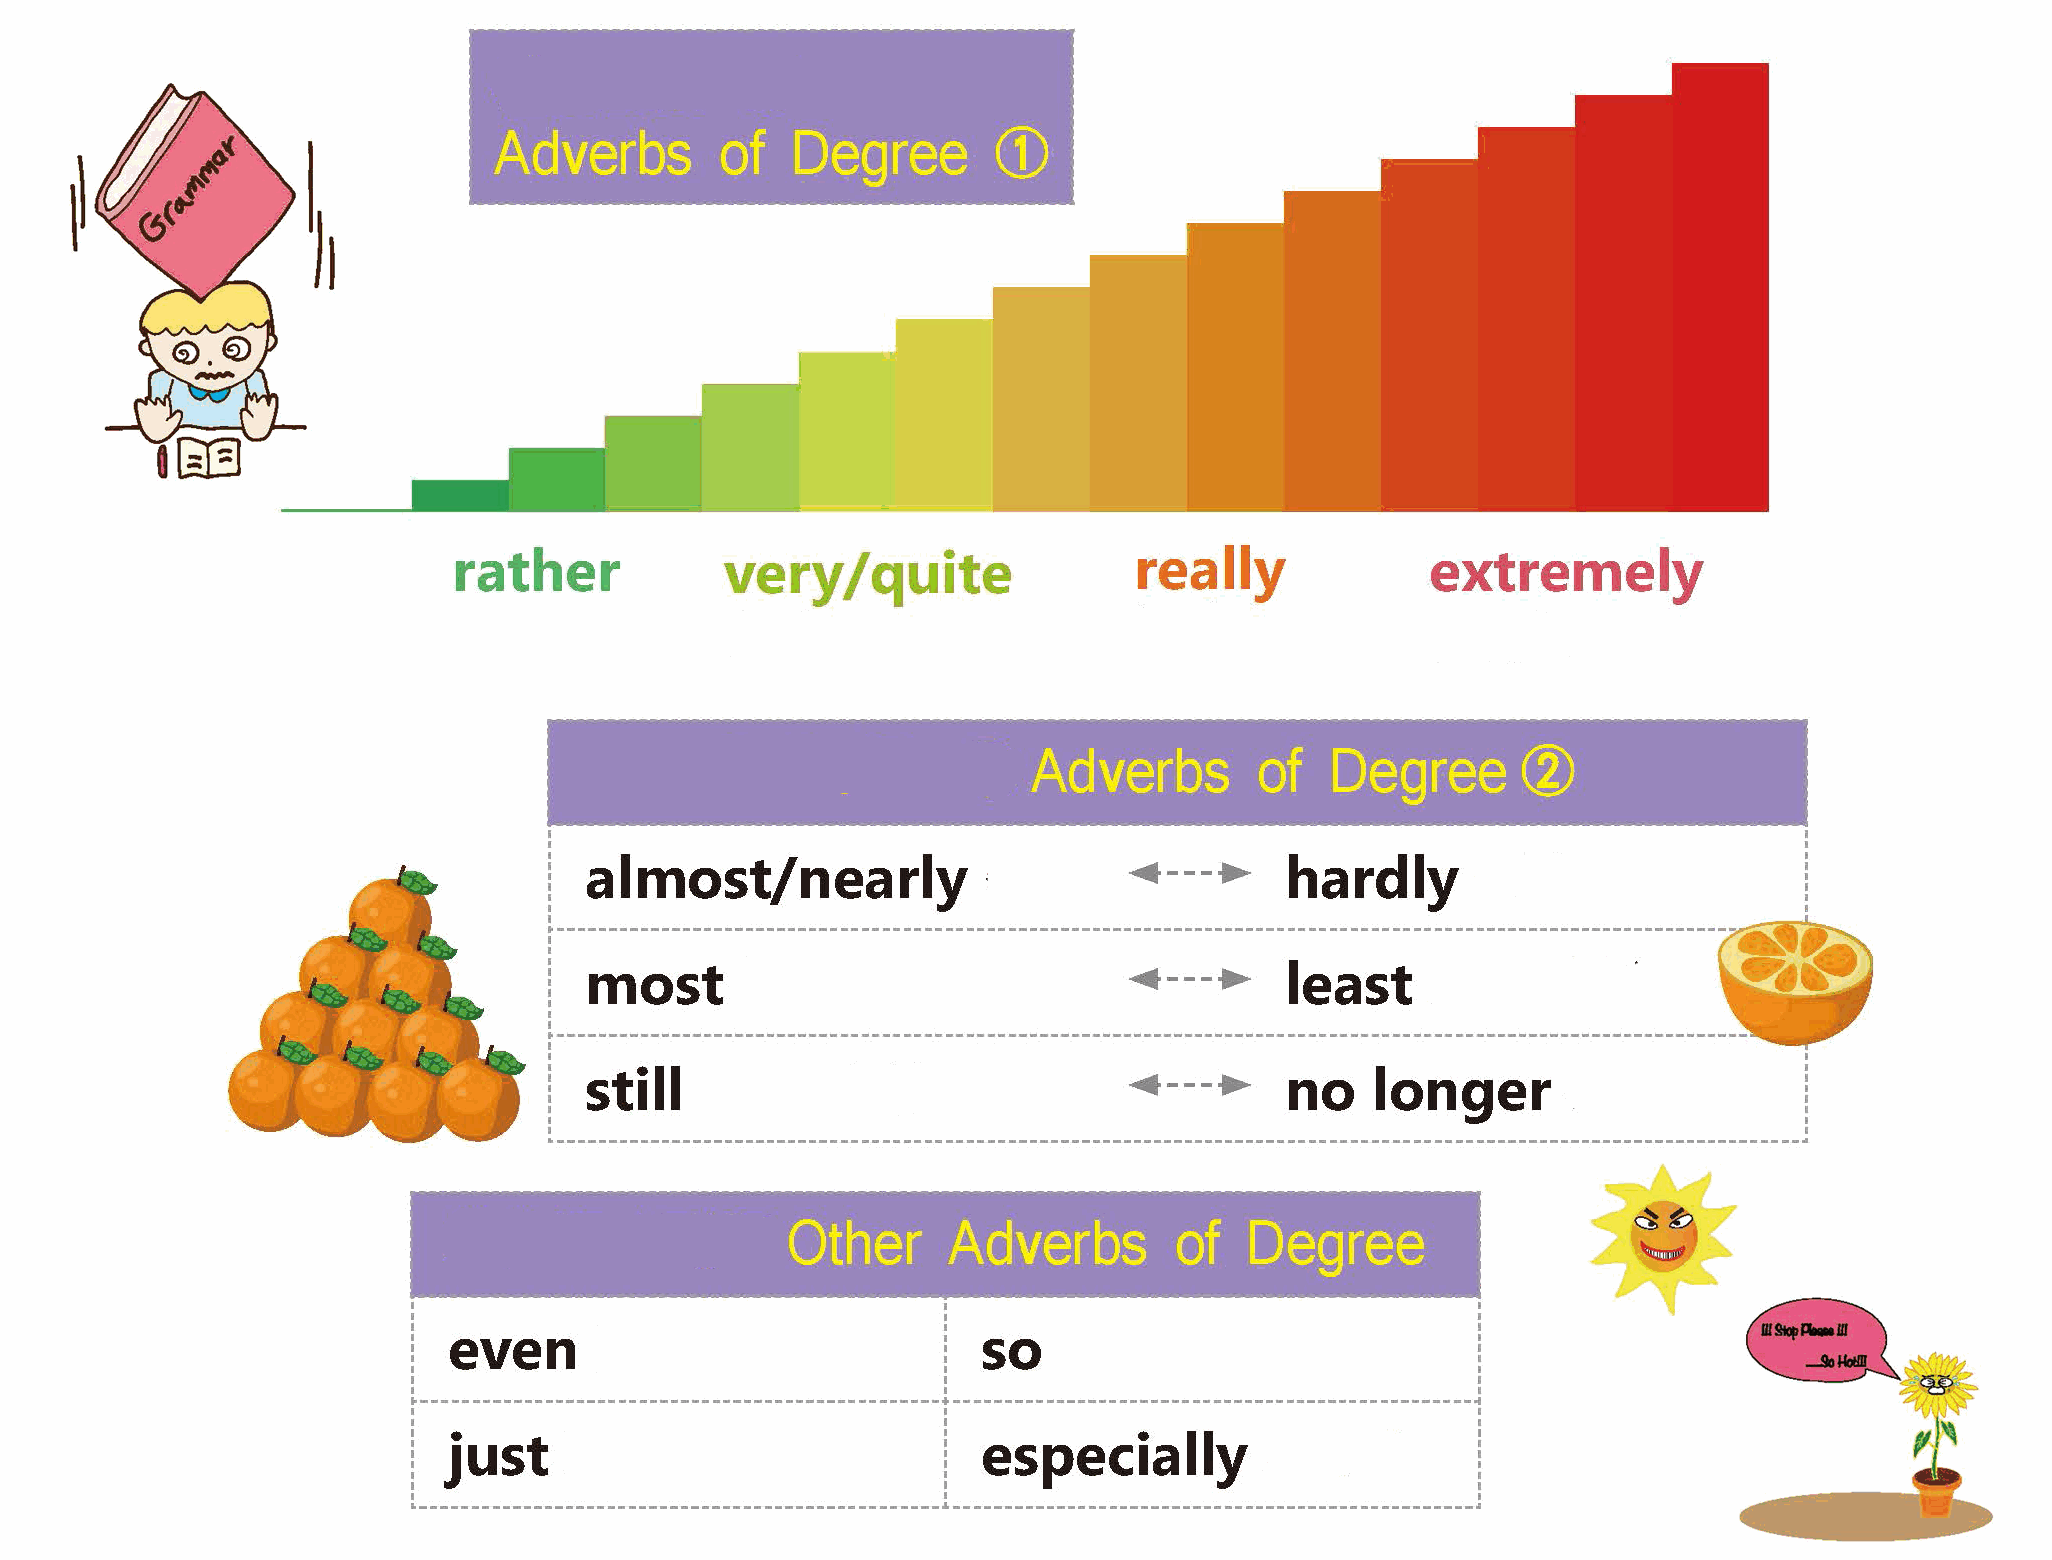 Grammar
Adverbs of Degree ①
rather very/quite really extremely
Adverbs of Degree ②
almost/nearly hardly
most least
still no longer
Other Adverbs of Degree
even so
just especially
!!! Stop Please !!!
....So Hot!!!